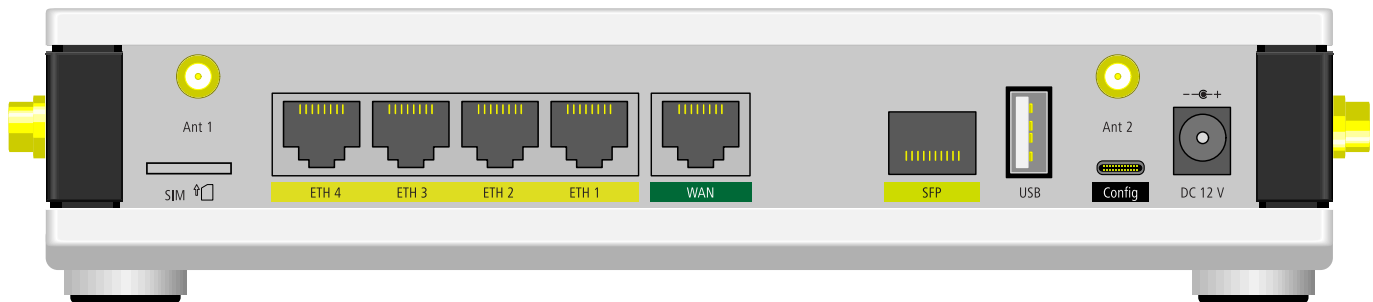 Ant 1
SIM
ETH 4
ETH 3
ETH 2
ETH 1
WAN
SFP
USB
Ant 2
Config
DC 12 V